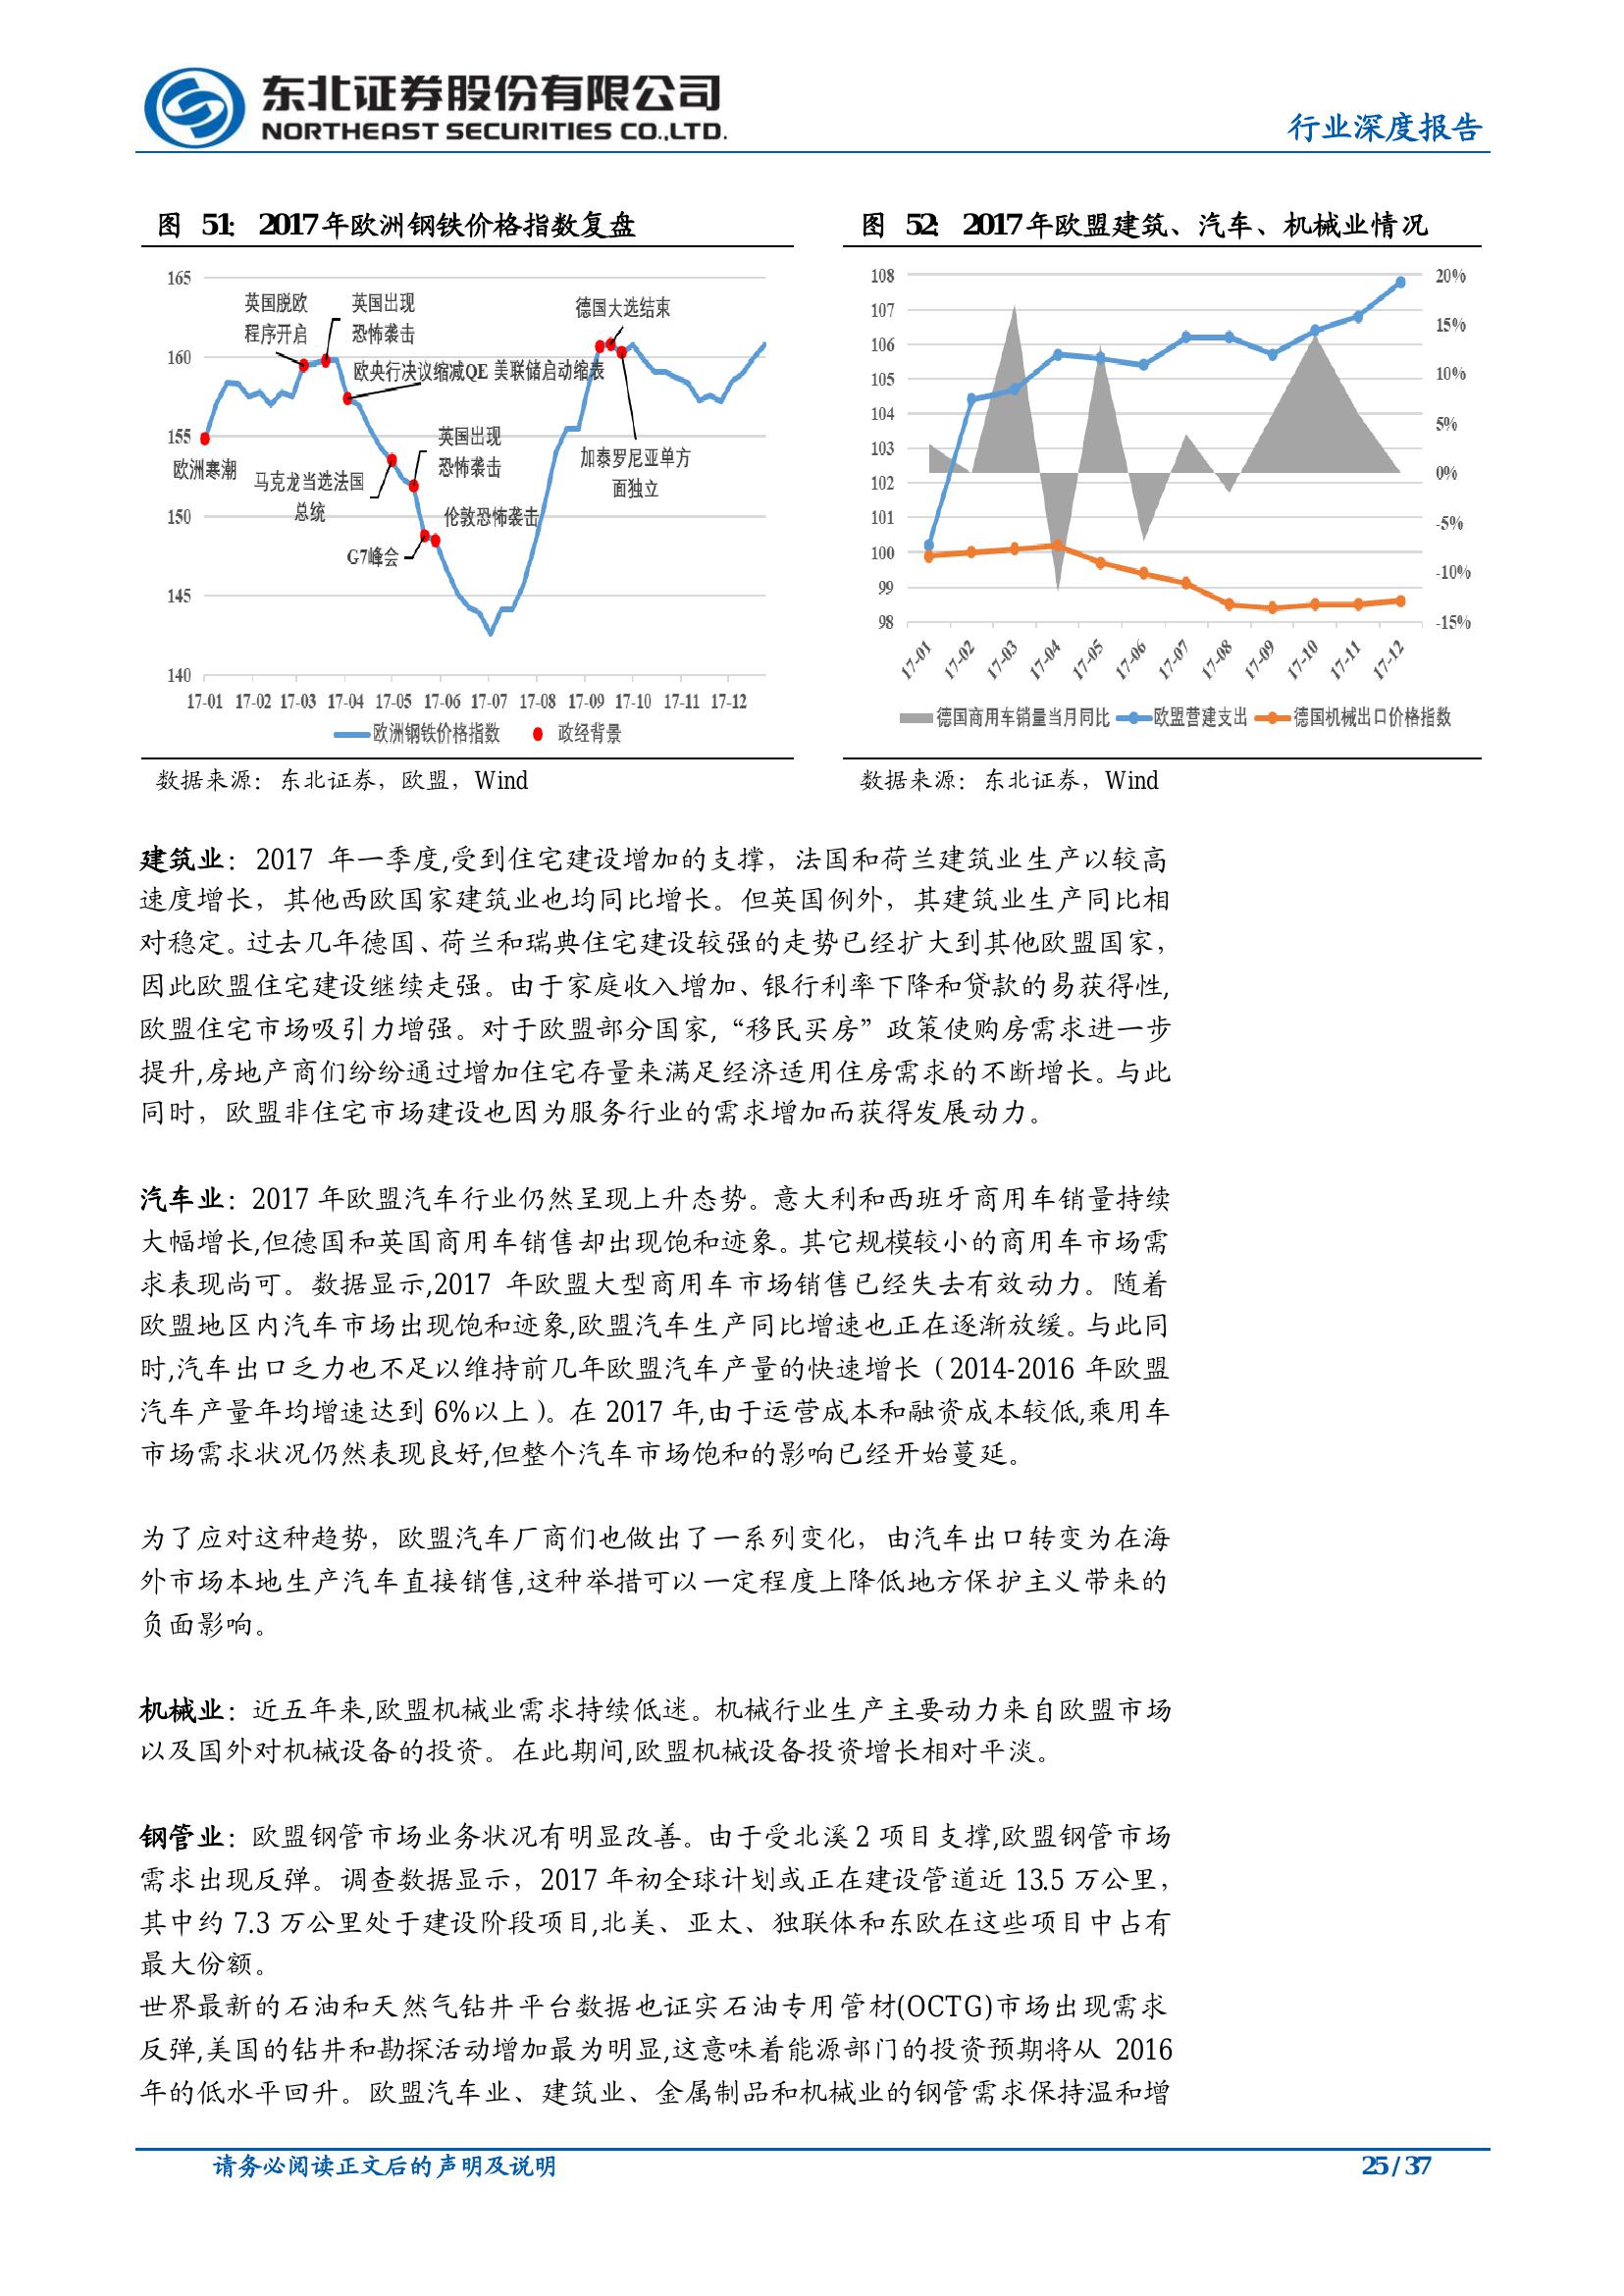 东北证券股份有限公司
NORTHEAST SECURITIES CO.,LTD.
行业深度报告
图 51: 2017年欧洲钢铁价格指数复盘
165
160
155
150
145
140
英国脱欧
程序开启
英国出现
恐怖袭击
欧央行决议缩减QE
美联储启动缩表
德国大选结束
欧洲寒潮
马克龙当选法国
总统
英国出现
恐怖袭击
伦敦恐怖袭击
G7峰会
加泰罗尼亚单方
面独立
17-01 17-02 17-03 17-04 17-05 17-06 17-07 17-08 17-09 17-10 17-11 17-12
欧洲钢铁价格指数 政经背景
数据来源：东北证券，欧盟，Wind
图 52: 2017年欧盟建筑、汽车、机械业情况
108
107
106
105
104
103
102
101
100
99
98
20%
15%
10%
5%
0%
-5%
-10%
-15%
17-01 17-02 17-03 17-04 17-05 17-06 17-07 17-08 17-09 17-10 17-11 17-12
德国商用车销量当月同比 欧盟营建支出 德国机械出口价格指数
数据来源：东北证券，Wind
建筑业：2017 年一季度,受到住宅建设增加的支撑，法国和荷兰建筑业生产以较高
速度增长，其他西欧国家建筑业也均同比增长。但英国例外，其建筑业生产同比相
对稳定。过去几年德国、荷兰和瑞典住宅建设较强的走势已经扩大到其他欧盟国家，
因此欧盟住宅建设继续走强。由于家庭收入增加、银行利率下降和贷款的易获得性,
欧盟住宅市场吸引力增强。对于欧盟部分国家,“移民买房”政策使购房需求进一步
提升,房地产商们纷纷通过增加住宅存量来满足经济适用住房需求的不断增长。与此
同时，欧盟非住宅市场建设也因为服务行业的需求增加而获得发展动力。
汽车业：2017 年欧盟汽车行业仍然呈现上升态势。意大利和西班牙商用车销量持续
大幅增长,但德国和英国商用车销售却出现饱和迹象。其它规模较小的商用车市场需
求表现尚可。数据显示,2017 年欧盟大型商用车市场销售已经失去有效动力。随着
欧盟地区内汽车市场出现饱和迹象,欧盟汽车生产同比增速也正在逐渐放缓。与此同
时,汽车出口乏力也不足以维持前几年欧盟汽车产量的快速增长（2014-2016 年欧盟
汽车产量年均增速达到 6%以上）。在 2017 年,由于运营成本和融资成本较低,乘用车
市场需求状况仍然表现良好,但整个汽车市场饱和的影响已经开始蔓延。
为了应对这种趋势，欧盟汽车厂商们也做出了一系列变化，由汽车出口转变为在海
外市场本地生产汽车直接销售,这种举措可以一定程度上降低地方保护主义带来的
负面影响。
机械业：近五年来,欧盟机械业需求持续低迷。机械行业生产主要动力来自欧盟市场
以及国外对机械设备的投资。在此期间,欧盟机械设备投资增长相对平淡。
钢管业：欧盟钢管市场业务状况有明显改善。由于受北溪 2 项目支撑,欧盟钢管市场
需求出现反弹。调查数据显示，2017 年初全球计划或正在建设管道近 13.5 万公里，
其中约 7.3 万公里处于建设阶段项目,北美、亚太、独联体和东欧在这些项目中占有
最大份额。
世界最新的石油和天然气钻井平台数据也证实石油专用管材(OCTG)市场出现需求
反弹,美国的钻井和勘探活动增加最为明显,这意味着能源部门的投资预期将从 2016
年的低水平回升。欧盟汽车业、建筑业、金属制品和机械业的钢管需求保持温和增
请务必阅读正文后的声明及说明
25 / 37